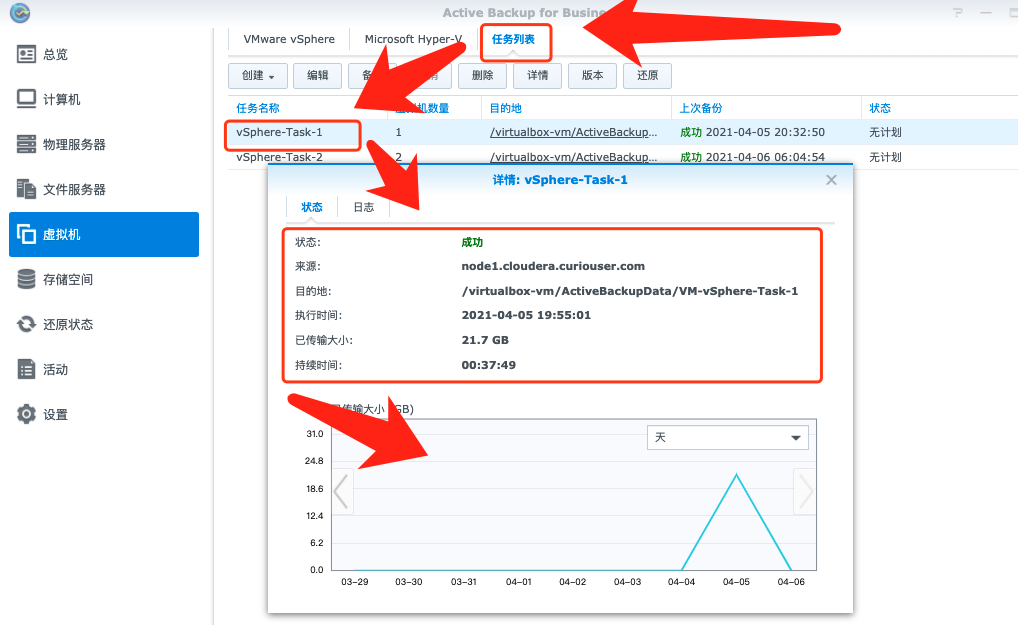 Active Backup for Busine
总览
计算机
物理服务器
文件服务器
虚拟机
存储空间
还原状态
活动
设置
VMware vSphere Microsoft Hyper-V 任务列表
创建 编辑 删除 详情 版本 还原
任务名称 机数量 目的地 上次备份 状态
vSphere-Task-1 1 /virtualbox-vm/ActiveBackup... 成功 2021-04-05 20:32:50 无计划
vSphere-Task-2 2 /virtualbox-vm/ActiveBackup... 成功 2021-04-06 06:04:54 无计划
详情: vSphere-Task-1
状态 日志
状态: 成功
来源: node1.cloudera.curiouser.com
目的地: /virtualbox-vm/ActiveBackupData/VM-vSphere-Task-1
执行时间: 2021-04-05 19:55:01
已传输大小: 21.7 GB
持续时间: 00:37:49
已传输大小 (GB)
天
31.0
24.8
18.6
12.4
6.2
0.0
03-29 03-30 03-31 04-01 04-02 04-03 04-04 04-05 04-06